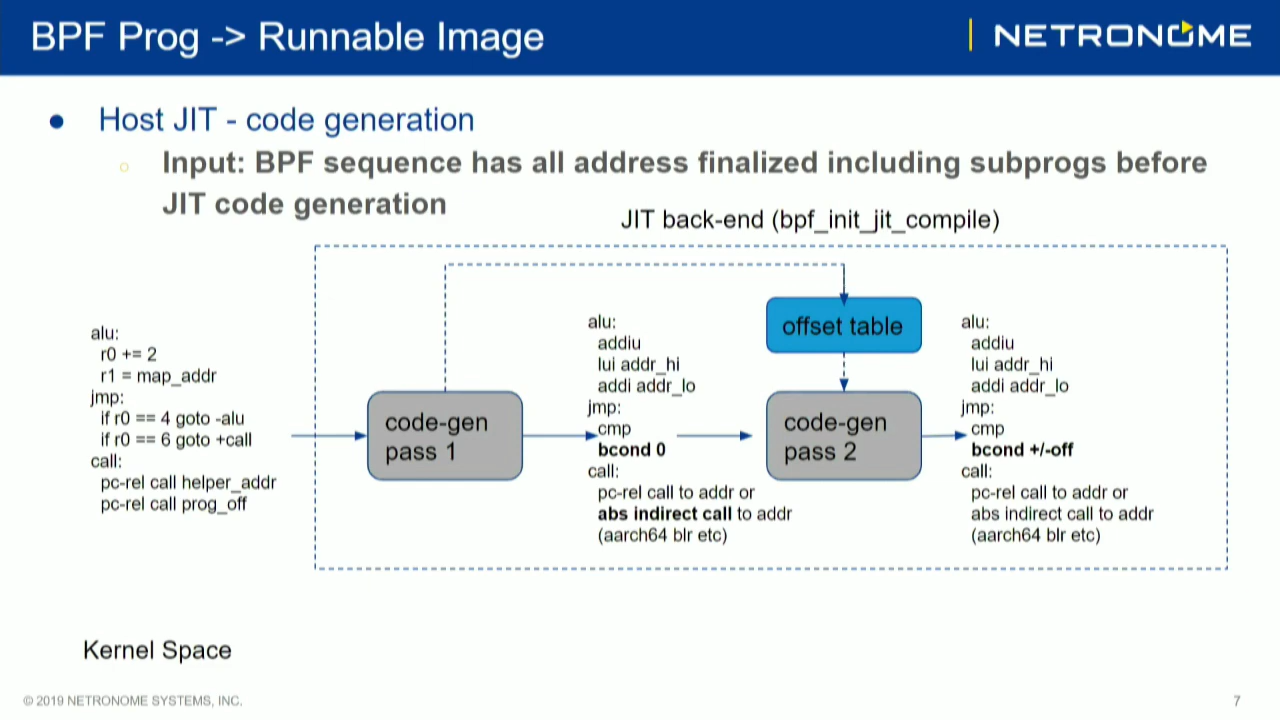 BPF Prog -> Runnable Image
NETRONOME
● Host JIT - code generation
○ Input: BPF sequence has all address finalized including subprogs before
JIT code generation
JIT back-end (bpf_init_jit_compile)
alu:
r0 += 2
r1 = map_addr
jmp:
if r0 == 4 goto -alu
if r0 == 6 goto +call
call:
pc-rel call helper_addr
pc-rel call prog_off
code-gen
pass 1
alu:
addiu
lui addr_hi
addi addr_lo
jmp:
cmp
bcond 0
call:
pc-rel call to addr or
abs indirect call to addr
(aarch64 blr etc)
offset table
code-gen
pass 2
alu:
addiu
lui addr_hi
addi addr_lo
jmp:
cmp
bcond +/-off
call:
pc-rel call to addr or
abs indirect call to addr
(aarch64 blr etc)
Kernel Space
© 2019 NETRONOME SYSTEMS, INC.
7